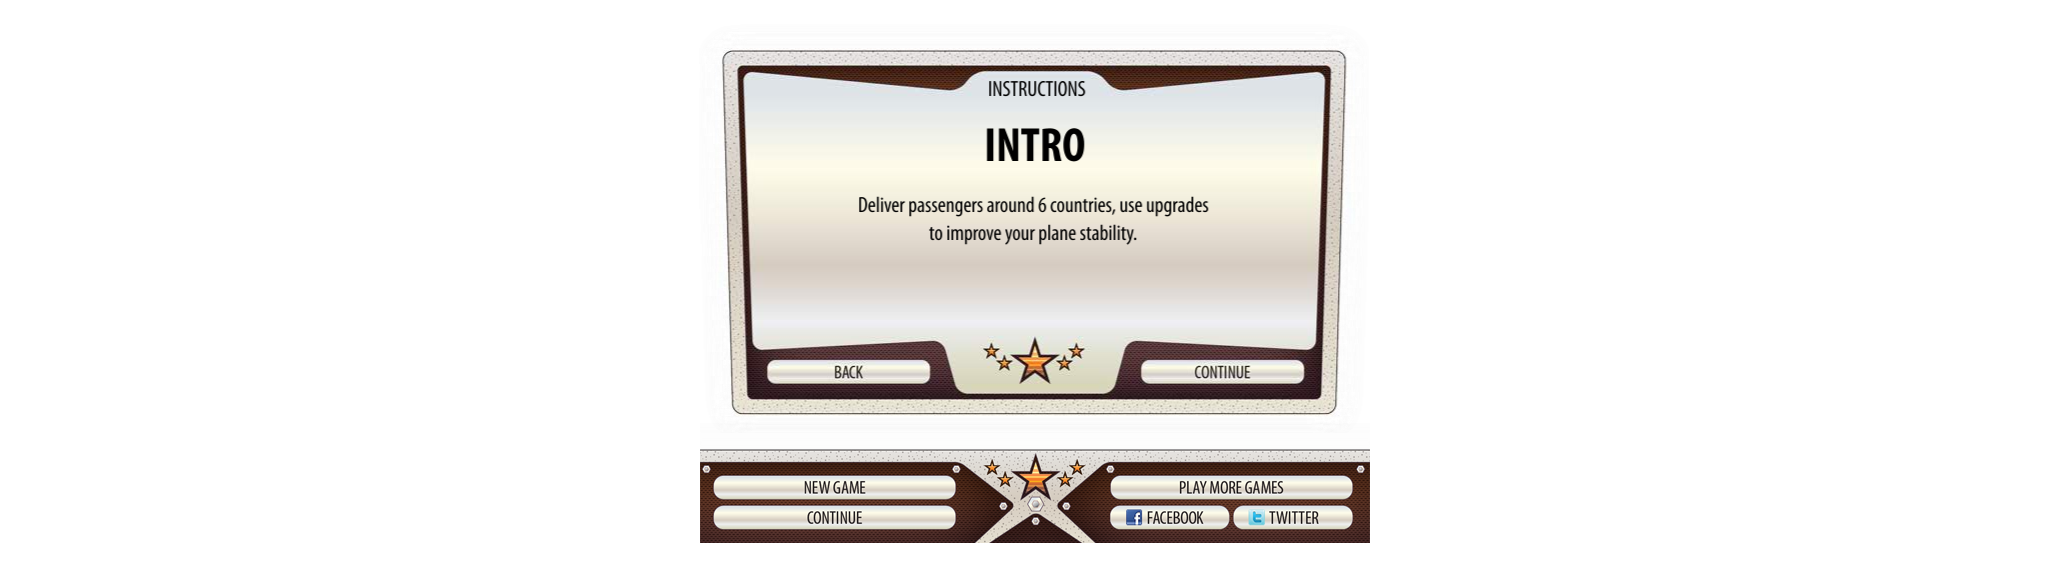 INSTRUCTIONS
INTRO
Deliver passengers around 6 countries, use upgrades
to improve your plane stability.
BACK
CONTINUE
NEW GAME
PLAY MORE GAMES
CONTINUE
FACEBOOK
TWITTER